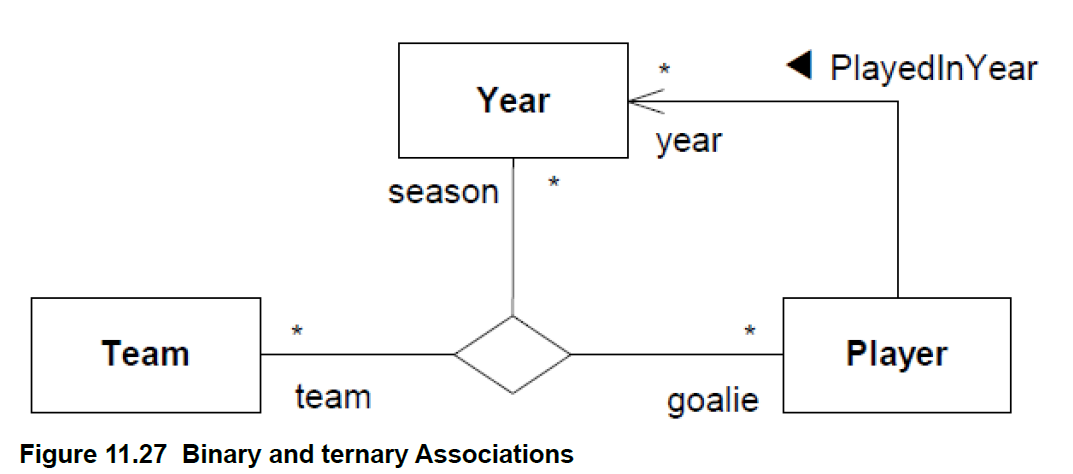 * ◀ PlayedInYear
Year
year
season *
* *
Team Player
team goalie
Figure 11.27 Binary and ternary Associations